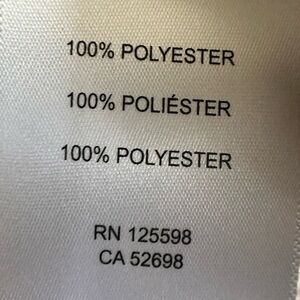 100% POLYESTER
100% POLIÉSTER
100% POLYESTER
RN 125598
CA 52698